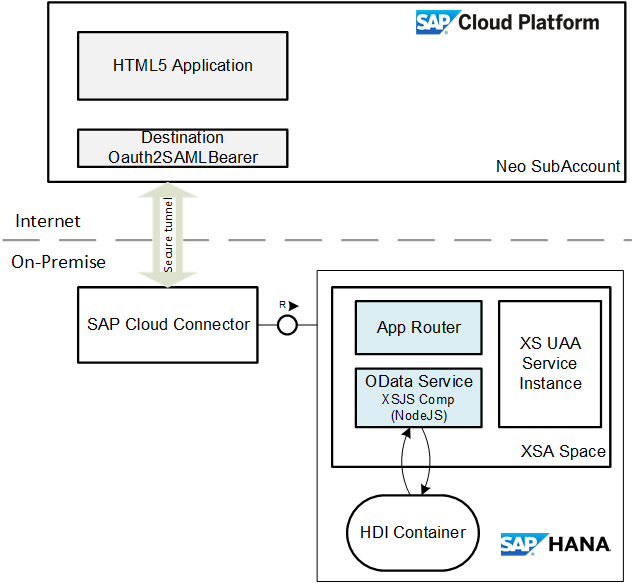 SAP Cloud Platform
HTML5 Application
Destination
Oauth2SAMLBearer
Neo SubAccount
Secure tunnel
Internet
On-Premise
SAP Cloud Connector
R
App Router
OData Service
XSJS Comp
(NodeJS)
XS UAA
Service
Instance
XSA Space
HDI Container
SAP HANA